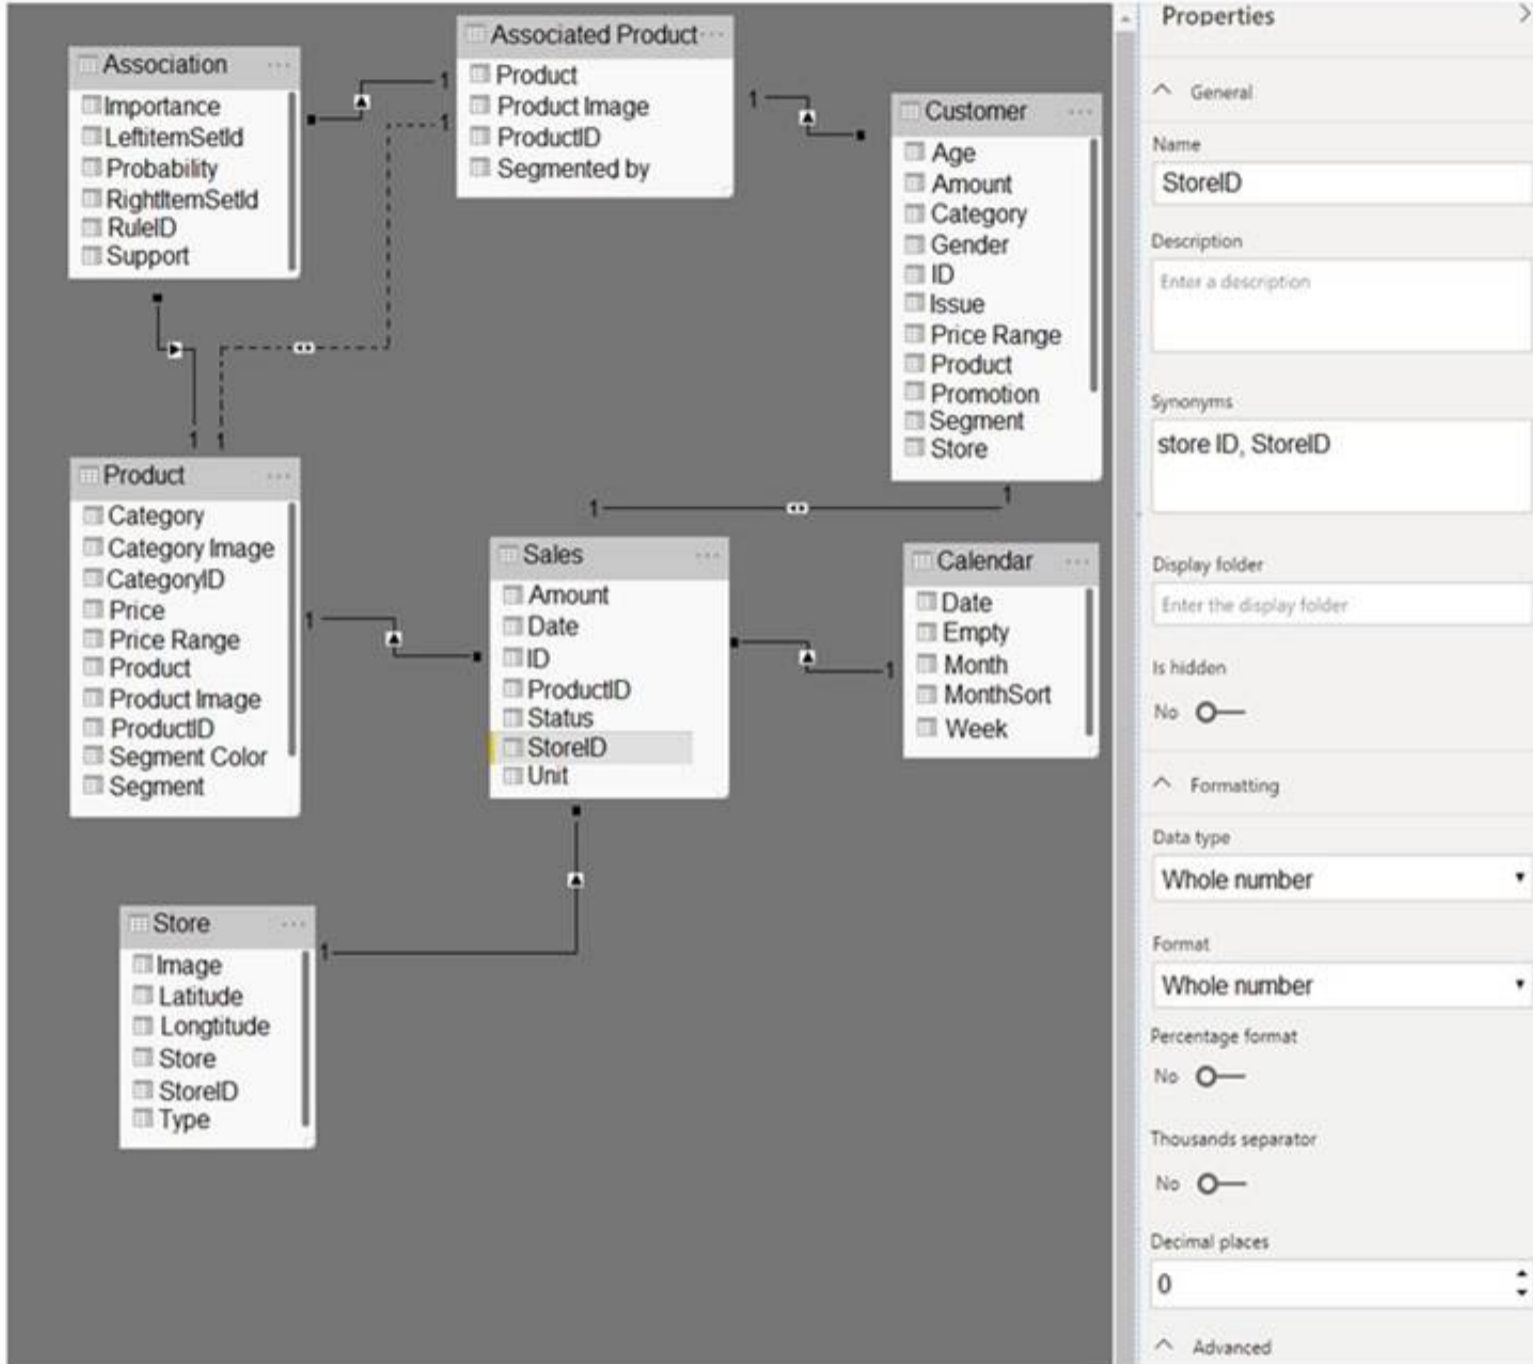 Association
Importance
LeftitemSetId
Probability
RightItemSetId
RuleID
Support
Associated Product
Product
Product Image
ProductID
Segmented by
Customer
Age
Amount
Category
Gender
ID
Issue
Price Range
Product
Promotion
Segment
Store
1
1
1
1
1
1
1
Product
Category
Category Image
CategoryID
Price
Price Range
Product
Product Image
ProductID
Segment Color
Segment
1
Sales
Amount
Date
ID
ProductID
Status
StoreID
Unit
Calendar
Date
Empty
Month
MonthSort
Week
1
Store
Image
Latitude
Longtitude
Store
StoreID
Type
1
Properties
General
Name
StoreID
Description
Enter a description
Synonyms
store ID, StoreID
Display folder
Enter the display folder
Is hidden
No
Formatting
Data type
Whole number
Format
Whole number
Percentage format
No
Thousands separator
No
Decimal places
0
Advanced